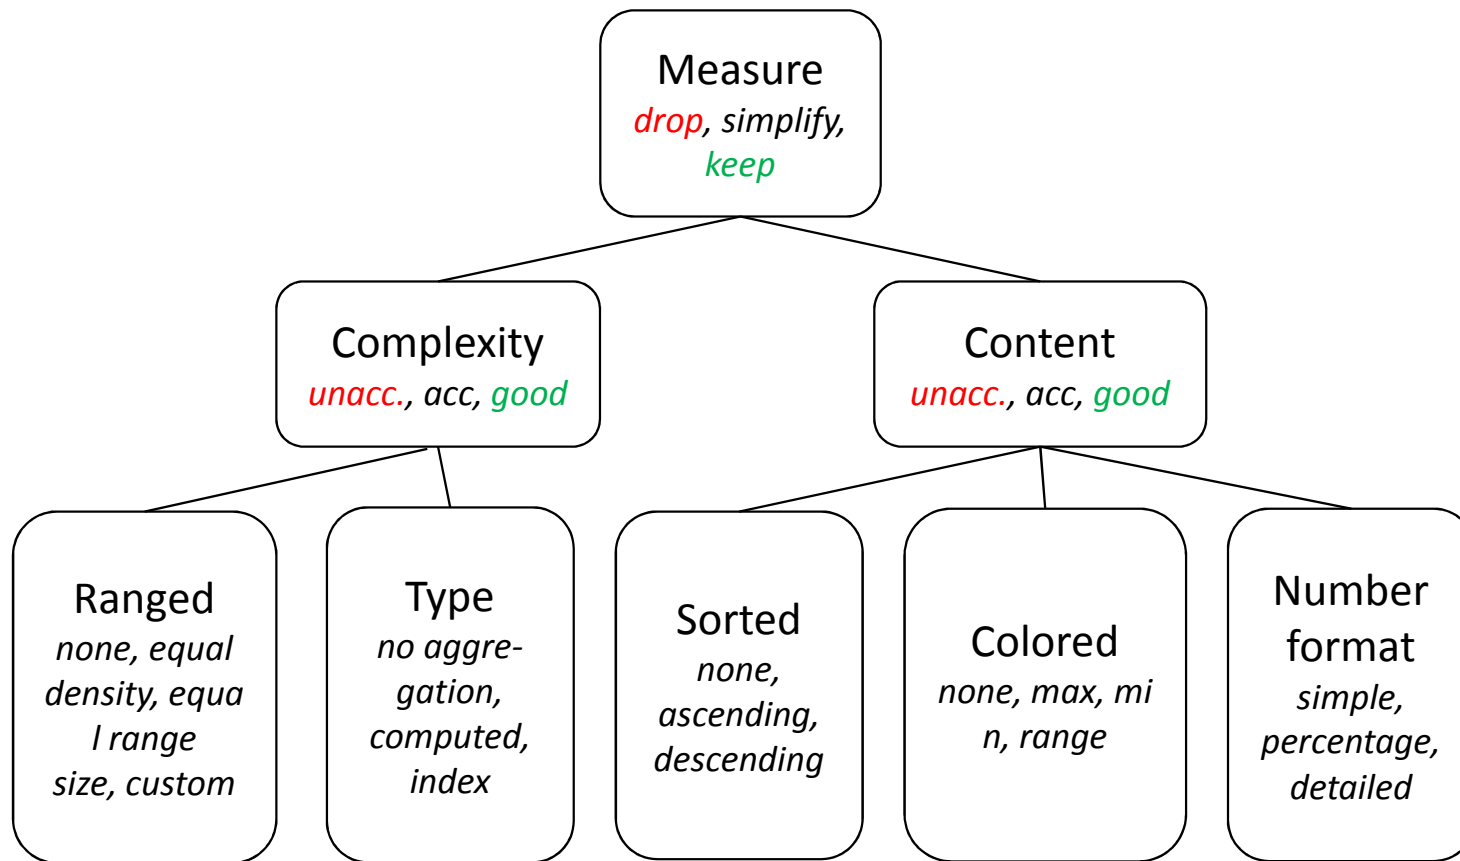 Measure
drop, simplify,
keep
Complexity
unacc., acc, good
Content
unacc., acc, good
Ranged
none, equal
density, equa
l range
size, custom
Type
no aggre-
gation,
computed,
index
Sorted
none,
ascending,
descending
Colored
none, max, mi
n, range
Number
format
simple,
percentage,
detailed